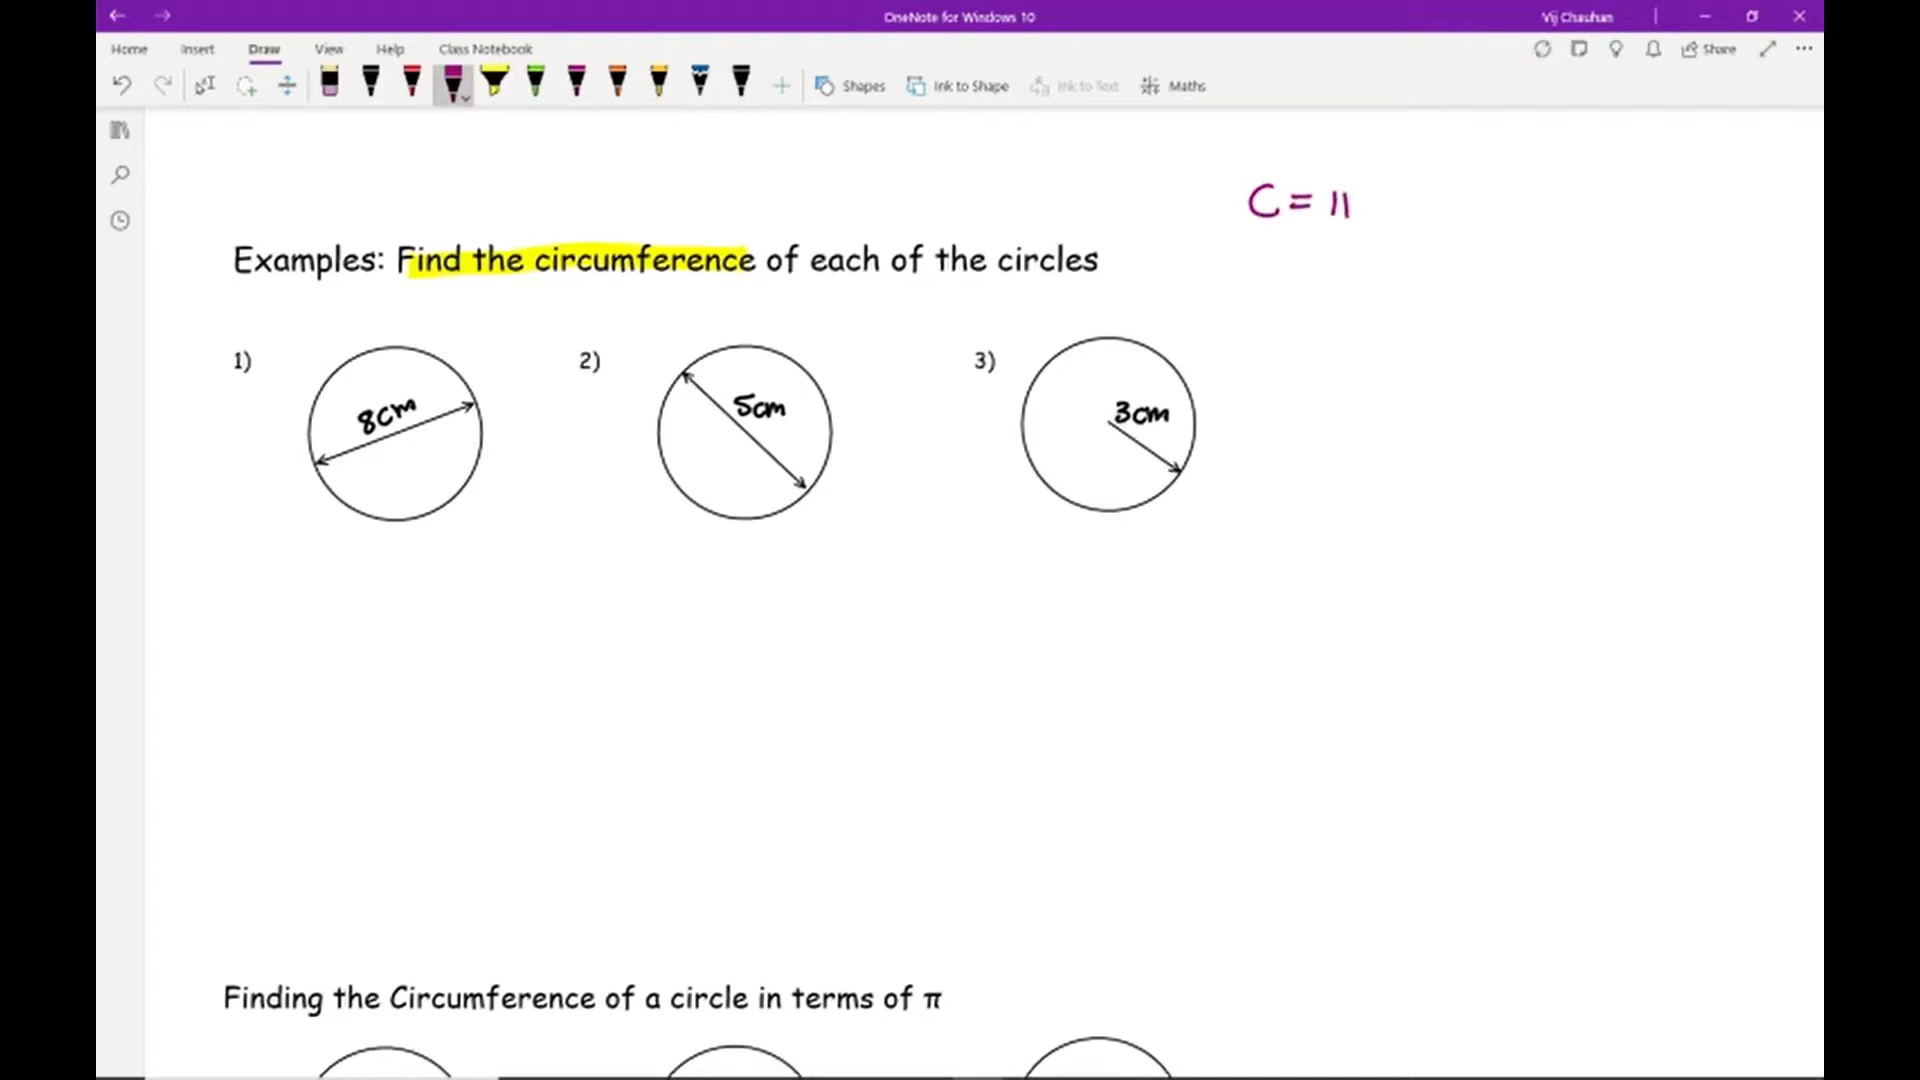 OneNote for Windows 10
Vij Chauhan
Home Insert Draw View Help Class Notebook
Share
Shapes Ink to Shape Ink to Text Maths
C = 11
Examples: Find the circumference of each of the circles
1) 2) 3)
8cm 5cm 3cm
Finding the Circumference of a circle in terms of π